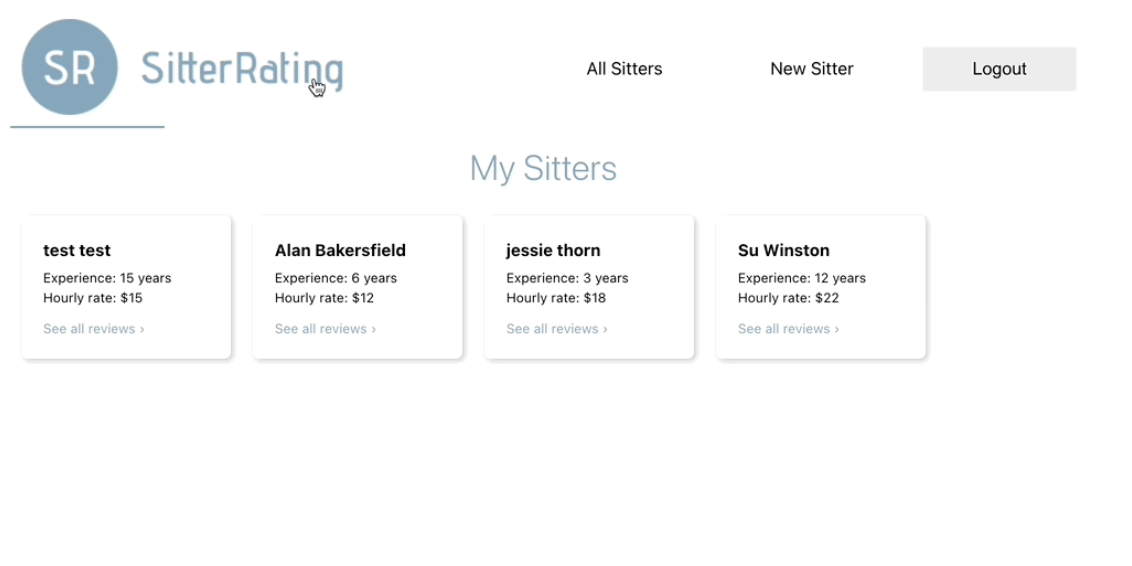 SR SitterRating
All Sitters
New Sitter
Logout
My Sitters
test test
Experience: 15 years
Hourly rate: $15
See all reviews ›
Alan Bakersfield
Experience: 6 years
Hourly rate: $12
See all reviews ›
jessie thorn
Experience: 3 years
Hourly rate: $18
See all reviews ›
Su Winston
Experience: 12 years
Hourly rate: $22
See all reviews ›